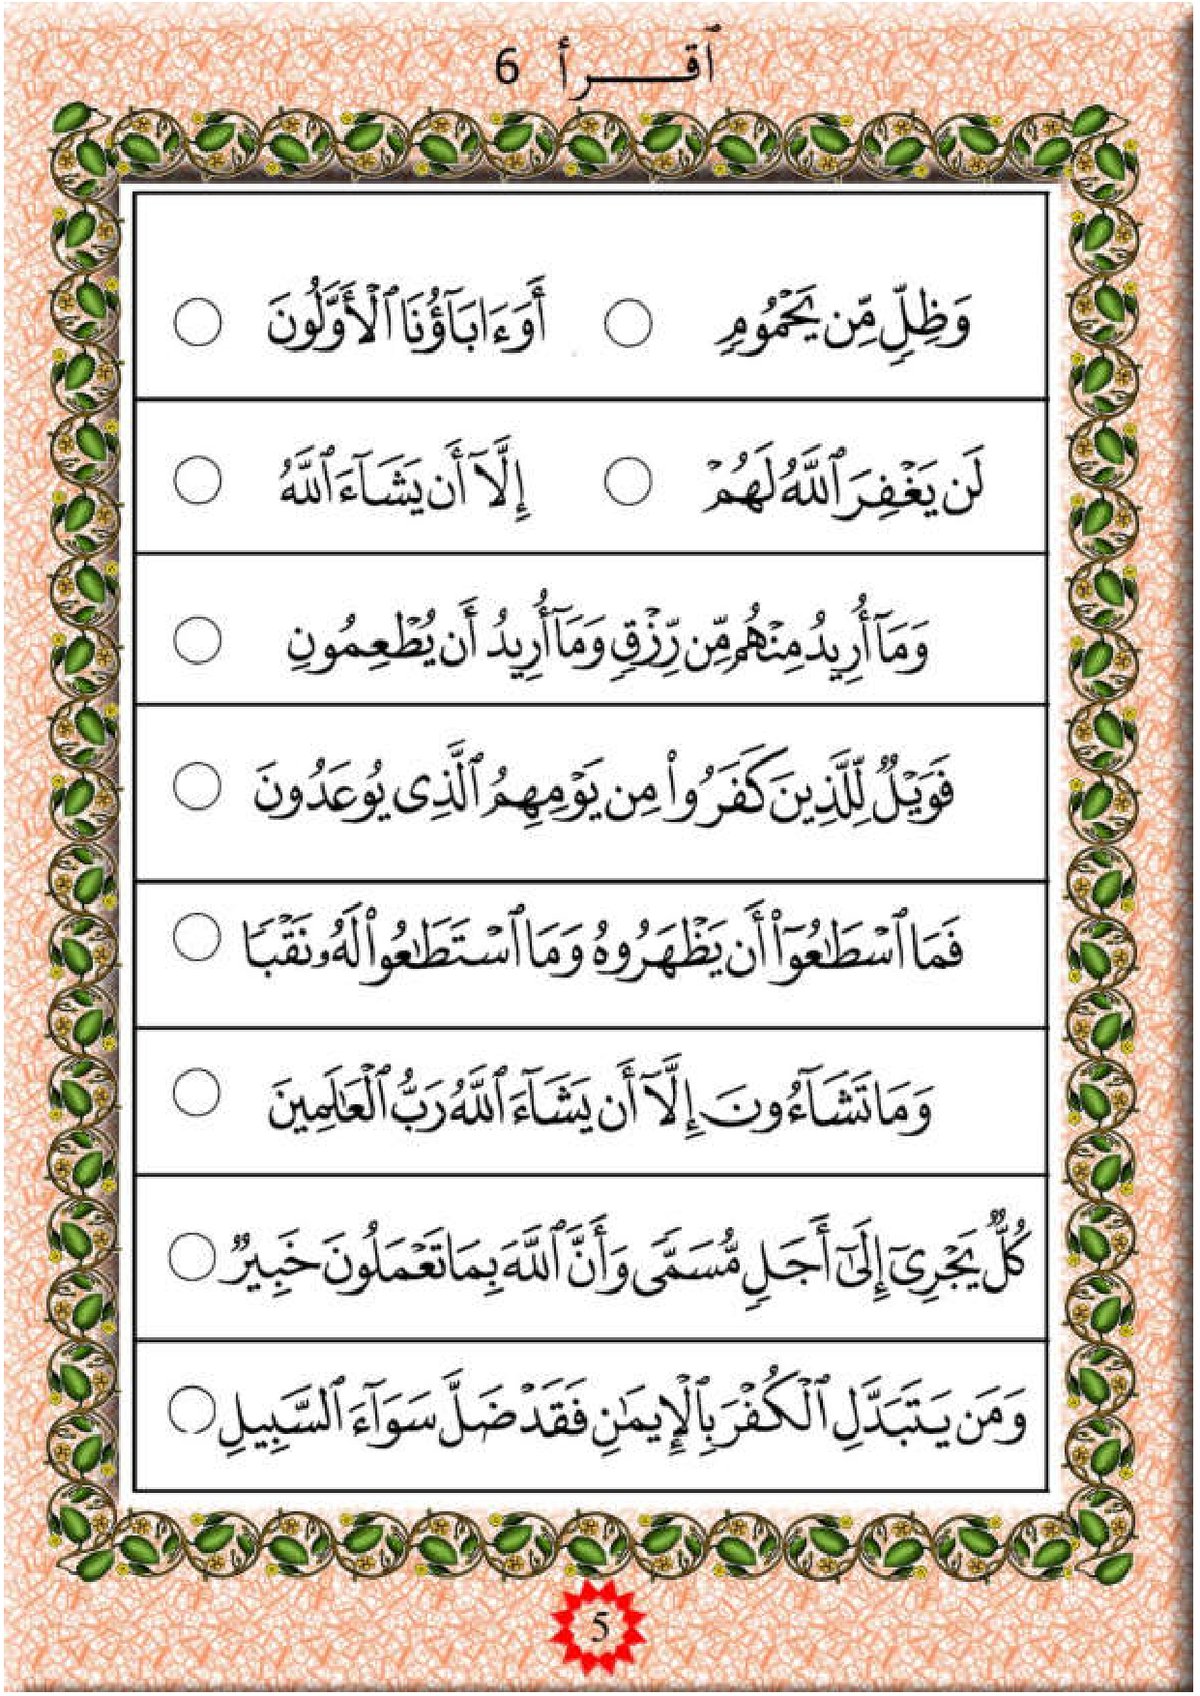 ٱقـــرأ 6
وَظِلٍّ مِّن يَحْمُومٍ ○ أَوَءَابَآؤُنَا ٱلْأَوَّلُونَ ○
لَن يَغْفِرَ ٱللَّهُ لَهُمْ ○ إِلَّآ أَن يَشَآءَ ٱللَّهُ ○
وَمَآ أُرِيدُ مِنْهُم مِّن رِّزْقٍ وَمَآ أُرِيدُ أَن يُطْعِمُونِ ○
فَوَيْلٌ لِّلَّذِينَ كَفَرُوا۟ مِن يَوْمِهِمُ ٱلَّذِى يُوعَدُونَ ○
فَمَا ٱسْطَٰعُوٓا۟ أَن يَظْهَرُوهُ وَمَا ٱسْتَطَٰعُوا۟ لَهُۥ نَقْبًا ○
وَمَا تَشَآءُونَ إِلَّآ أَن يَشَآءَ ٱللَّهُ رَبُّ ٱلْعَٰلَمِينَ ○
كُلٌّ يَجْرِىٓ إِلَىٰٓ أَجَلٍ مُّسَمًّى وَأَنَّ ٱللَّهَ بِمَا تَعْمَلُونَ خَبِيرٌ ○
وَمَن يَتَبَدَّلِ ٱلْكُفْرَ بِٱلْإِيمَٰنِ فَقَدْ ضَلَّ سَوَآءَ ٱلسَّبِيلِ ○
5